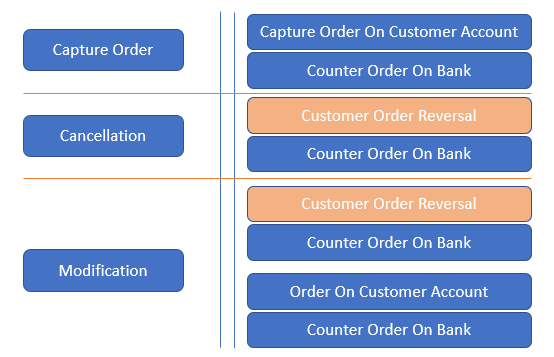 Capture Order
Capture Order On Customer Account
Counter Order On Bank
Cancellation
Customer Order Reversal
Counter Order On Bank
Modification
Customer Order Reversal
Counter Order On Bank
Order On Customer Account
Counter Order On Bank